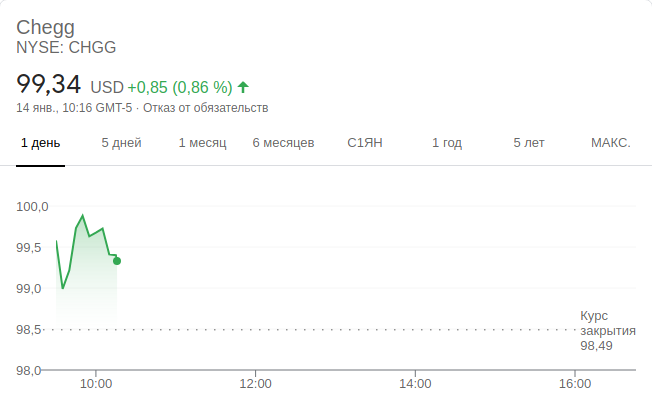 Chegg
NYSE: CHGG
99,34 USD +0,85 (0,86 %)
14 янв., 10:16 GMT-5 · Отказ от обязательств
1 день 5 дней 1 месяц 6 месяцев С1ЯН 1 год 5 лет МАКС.
100,0
99,5
99,0
98,5
98,0
Курс
закрытия
98,49
10:00 12:00 14:00 16:00